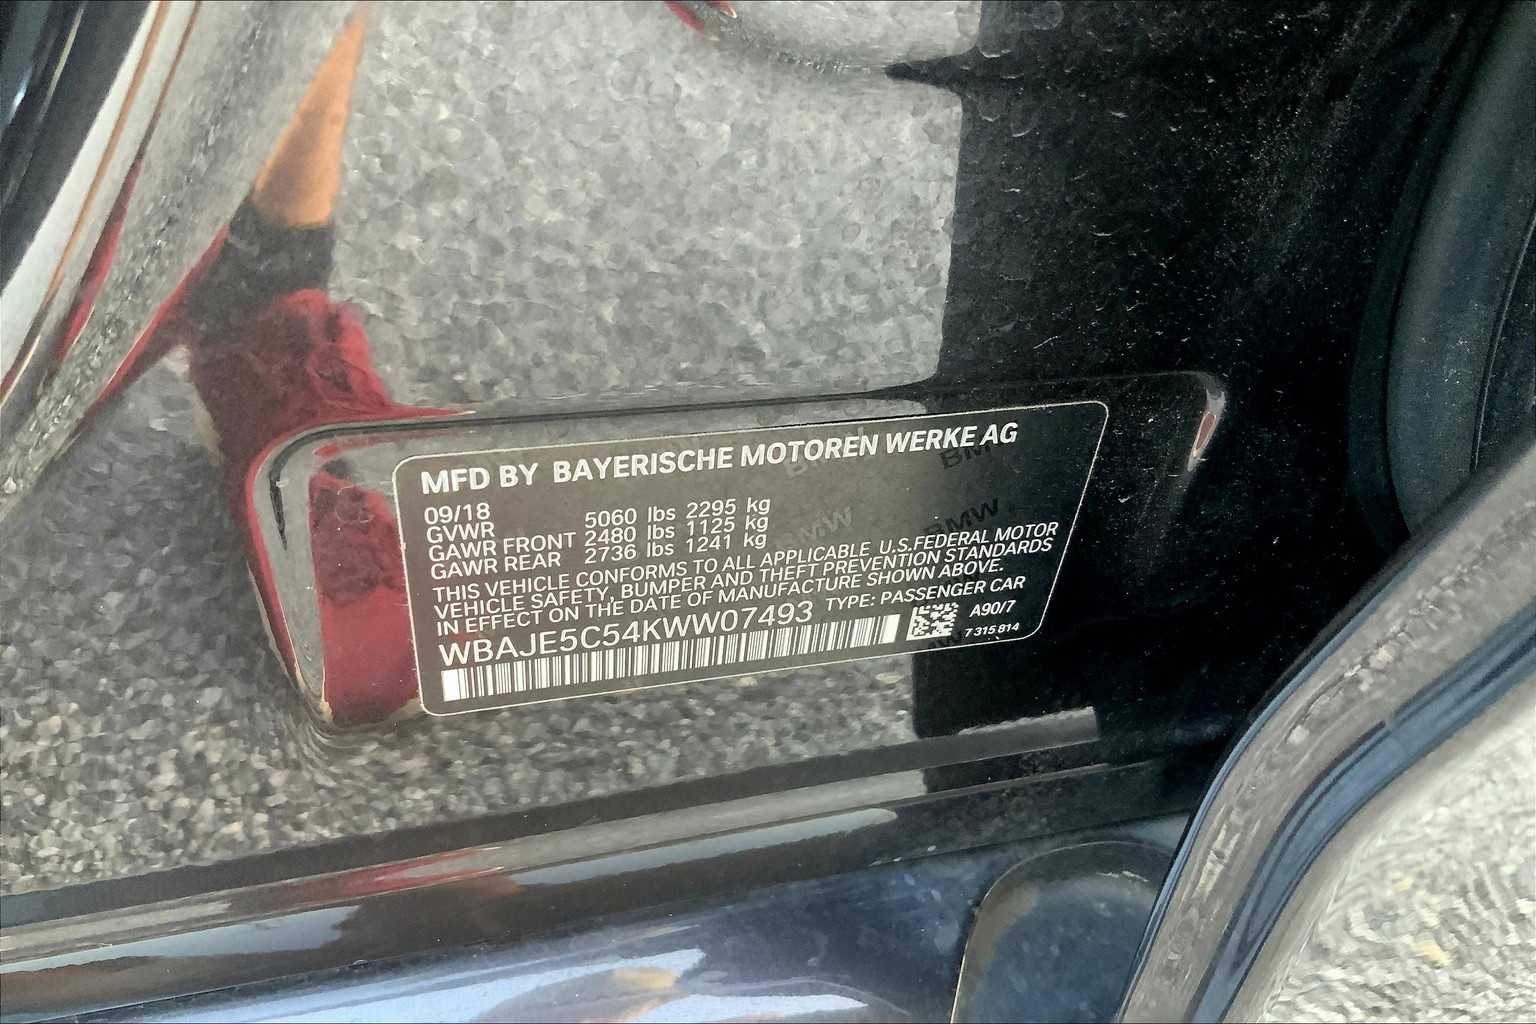 MFD BY BAYERISCHE MOTOREN WERKE AG
09/18
GVWR 5060 lbs 2295 kg
GAWR FRONT 2480 lbs 1125 kg
GAWR REAR 2736 lbs 1241 kg
THIS VEHICLE CONFORMS TO ALL APPLICABLE U.S.FEDERAL MOTOR
VEHICLE SAFETY, BUMPER AND THEFT PREVENTION STANDARDS
IN EFFECT ON THE DATE OF MANUFACTURE SHOWN ABOVE.
WBAJE5C54KWW07493 TYPE: PASSENGER CAR
A90/7
7 315 814
BMW
BMW
BMW